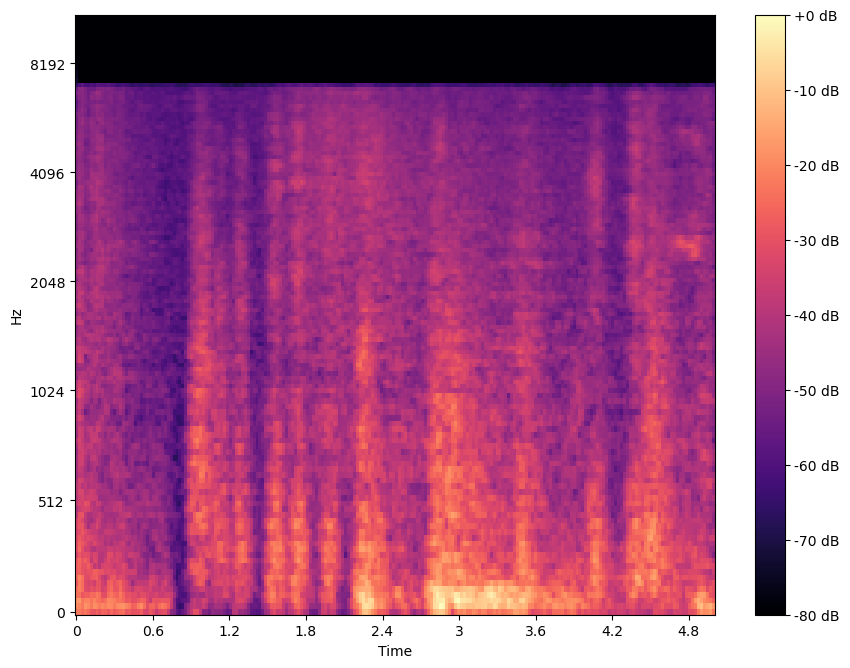 +0 dB
8192
-10 dB
4096
-20 dB
-30 dB
2048
-40 dB
Hz
1024
-50 dB
-60 dB
512
-70 dB
0
-80 dB
0 0.6 1.2 1.8 2.4 3 3.6 4.2 4.8
Time